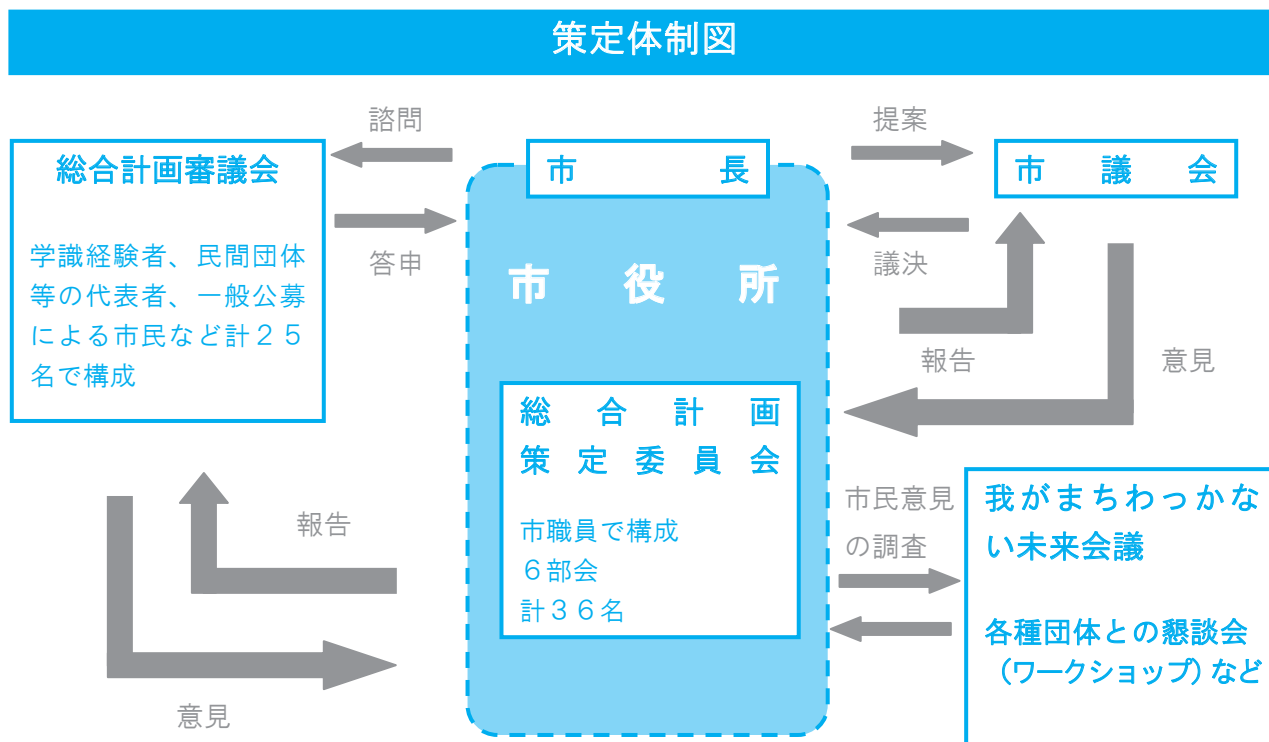 策定体制図
諮問
提案
総合計画審議会
市長
市議会
学識経験者、民間団体
等の代表者、一般公募
による市民など計２５
名で構成
答申
議決
市役所
報告
意見
総合計画
策定委員会
市職員で構成
６部会
計３６名
市民意見
の調査
我がまちわっかな
い未来会議
各種団体との懇談会
（ワークショップ）など
報告
意見